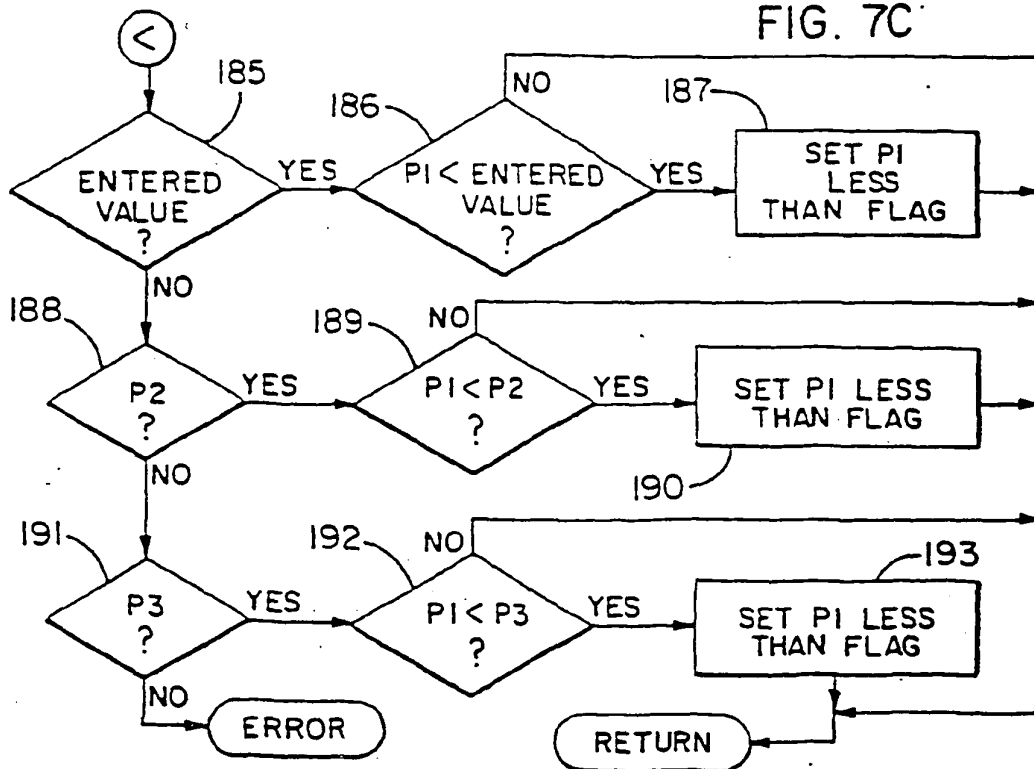 FIG. 7C
<
185
186
187
NO
ENTERED
VALUE
?
YES
P1 < ENTERED
VALUE
?
YES
SET P1
LESS
THAN FLAG
NO
188
189
NO
P2
?
YES
P1 < P2
?
YES
SET P1 LESS
THAN FLAG
190
NO
191
192
NO
193
P3
?
YES
P1 < P3
?
YES
SET P1 LESS
THAN FLAG
NO
ERROR
RETURN